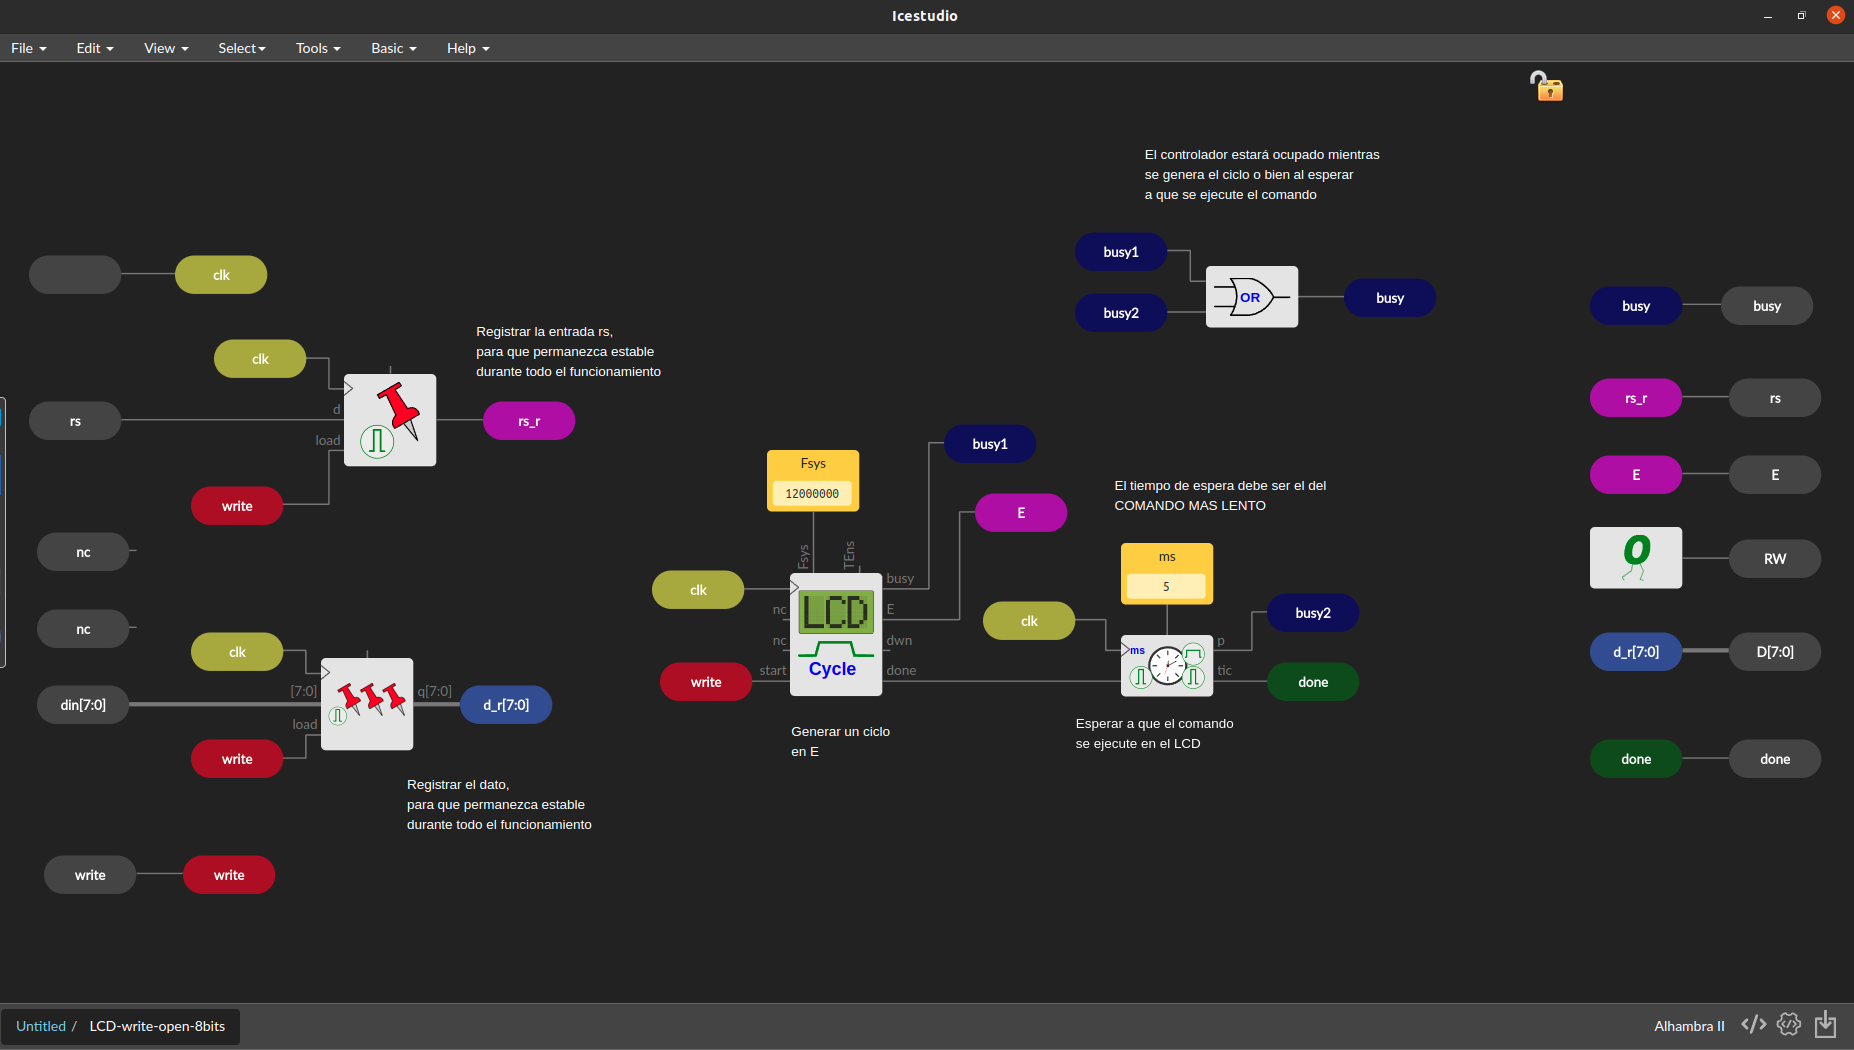 Icestudio
File Edit View Select Tools Basic Help
El controlador estará ocupado mientras
se genera el ciclo o bien al esperar
a que se ejecute el comando
busy1
busy2
OR
busy
clk
clk
d
rs
load
write
rs_r
Registrar la entrada rs,
para que permanezca estable
durante todo el funcionamiento
nc
nc
clk
[7:0]
din[7:0]
load
write
q[7:0]
d_r[7:0]
Registrar el dato,
para que permanezca estable
durante todo el funcionamiento
write
write
Fsys
12000000
Fsys
TEns
clk
nc
nc
start
write
LCD
Cycle
busy
E
dwn
done
busy1
E
Generar un ciclo
en E
El tiempo de espera debe ser el del
COMANDO MAS LENTO
ms
5
clk
ms
p
tic
busy2
done
Esperar a que el comando
se ejecute en el LCD
busy busy
rs_r rs
E E
0 RW
d_r[7:0] D[7:0]
done done
Untitled / LCD-write-open-8bits
Alhambra II